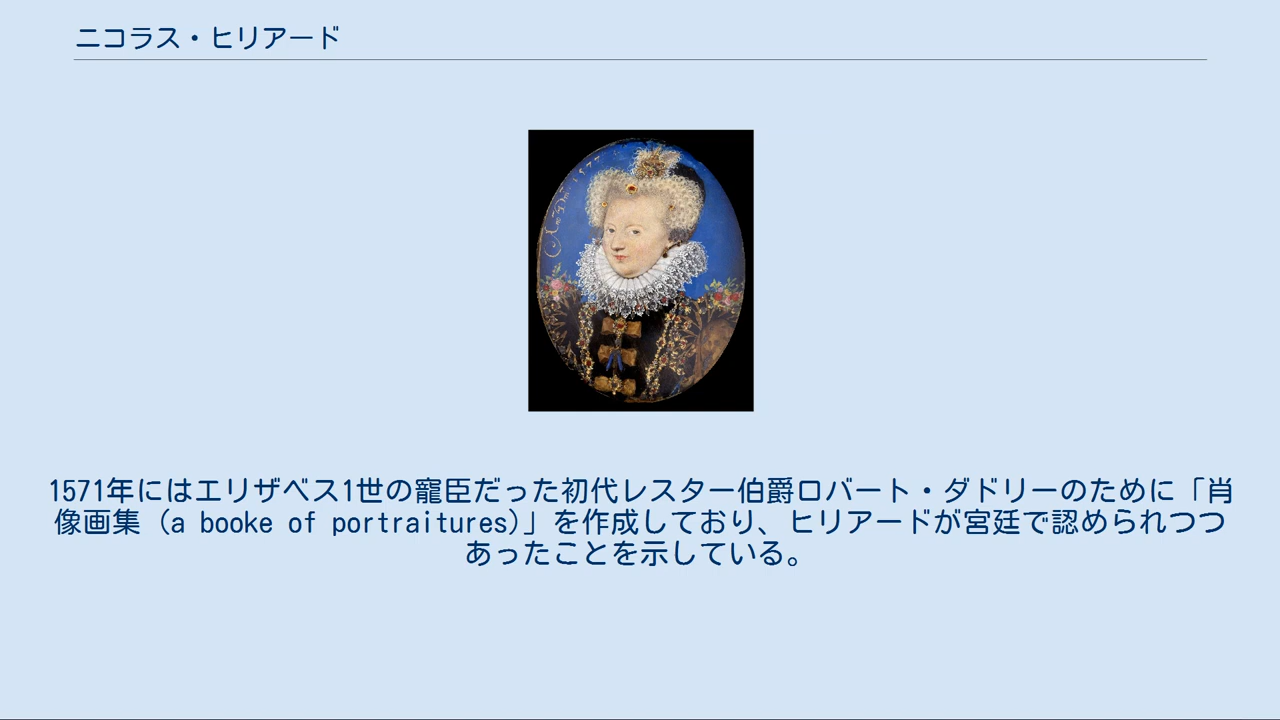 ニコラス・ヒリアード
1571年にはエリザベス1世の寵臣だった初代レスター伯爵ロバート・ダドリーのために「肖
像画集（a booke of portraitures)」を作成しており、ヒリアードが宮廷で認められつつ
あったことを示している。